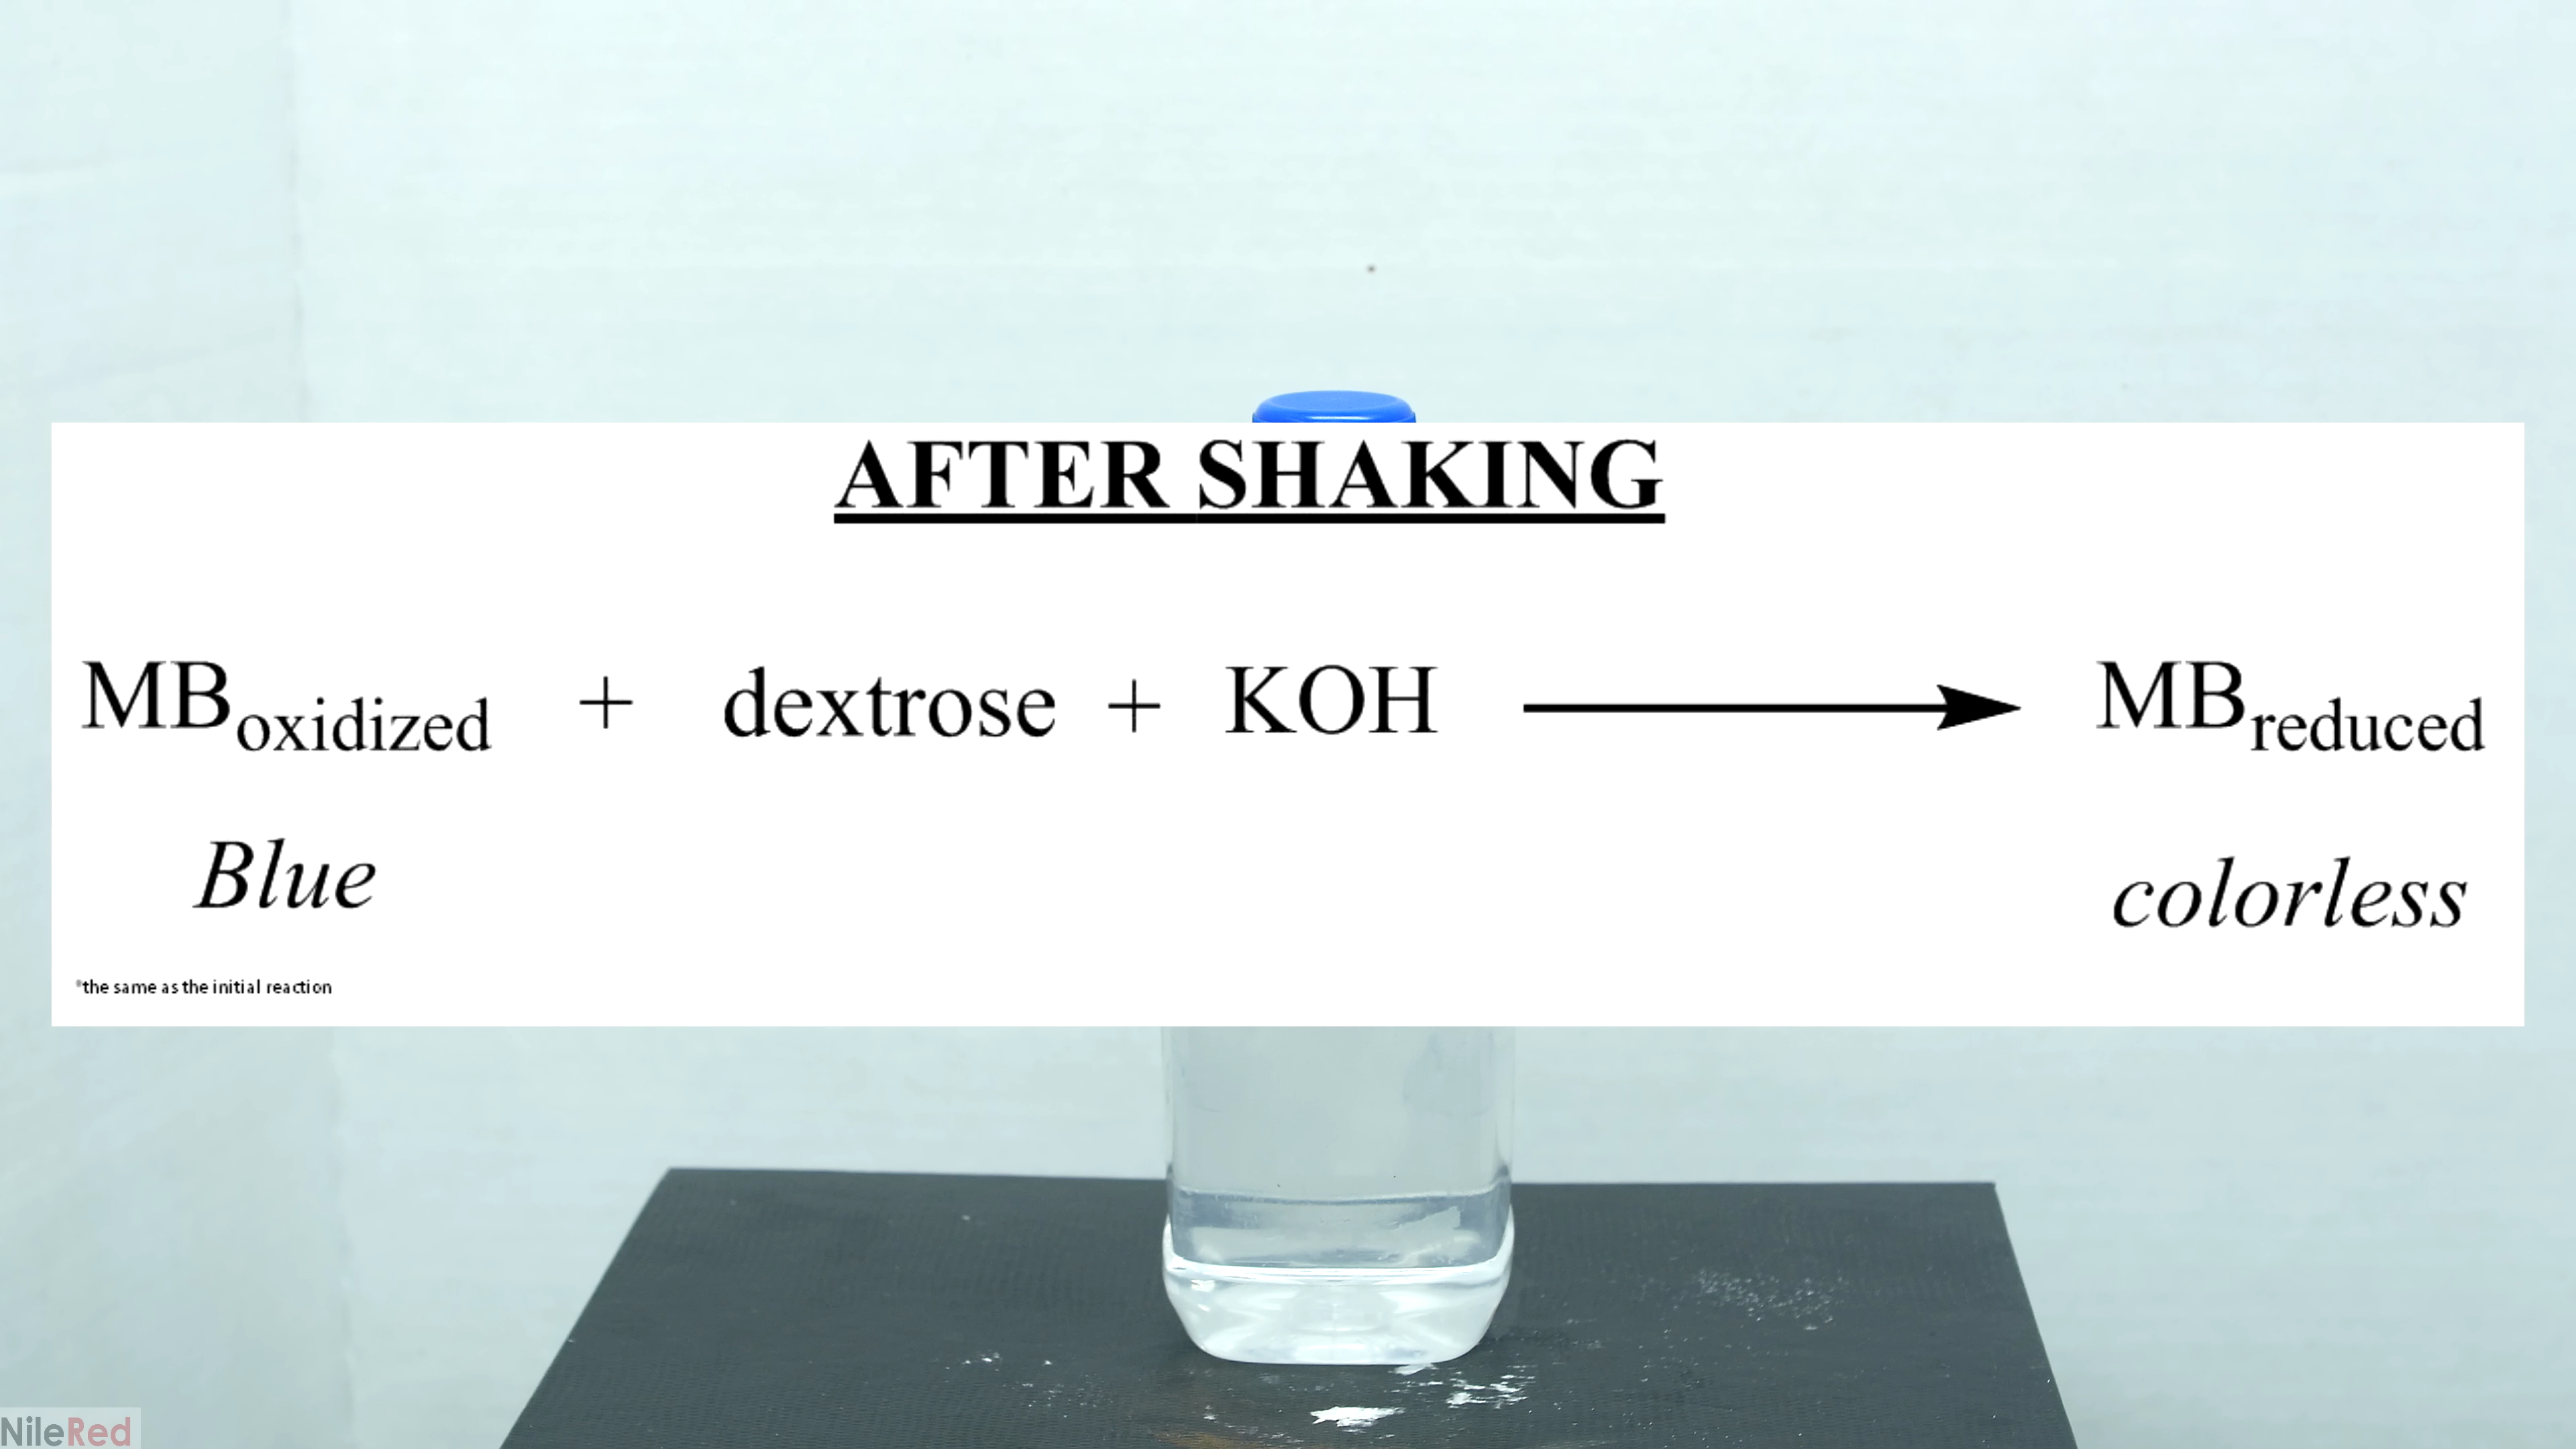 AFTER SHAKING
MBoxidized + dextrose + KOH ⟶ MBreduced
Blue colorless
*the same as the initial reaction
NileRed